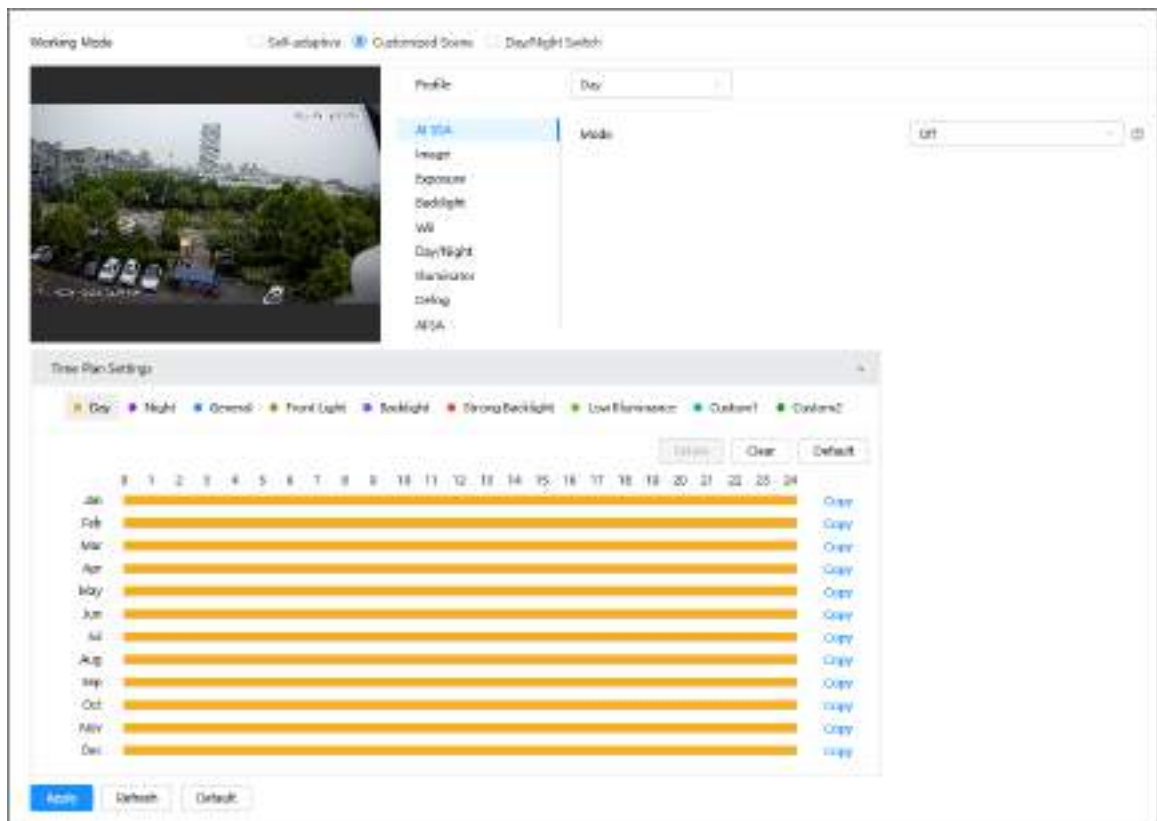 Working Mode Self-adaptive Customized Scene Day/Night Switch
Profile Day
AI SSA Mode Off
Image
Exposure
Backlight
WB
Day/Night
Illuminator
Defog
Time Plan Settings
Day Night General Front Light Backlight Strong Backlight Low Illuminance Custom1 Custom2
Clear Default
0 1 2 3 4 5 6 7 8 9 10 11 12 13 14 15 16 17 18 19 20 21 22 23 24
Jan Copy
Feb Copy
Mar Copy
Apr Copy
May Copy
Jun Copy
Jul Copy
Aug Copy
Sep Copy
Oct Copy
Nov Copy
Dec Copy
Apply Refresh Default